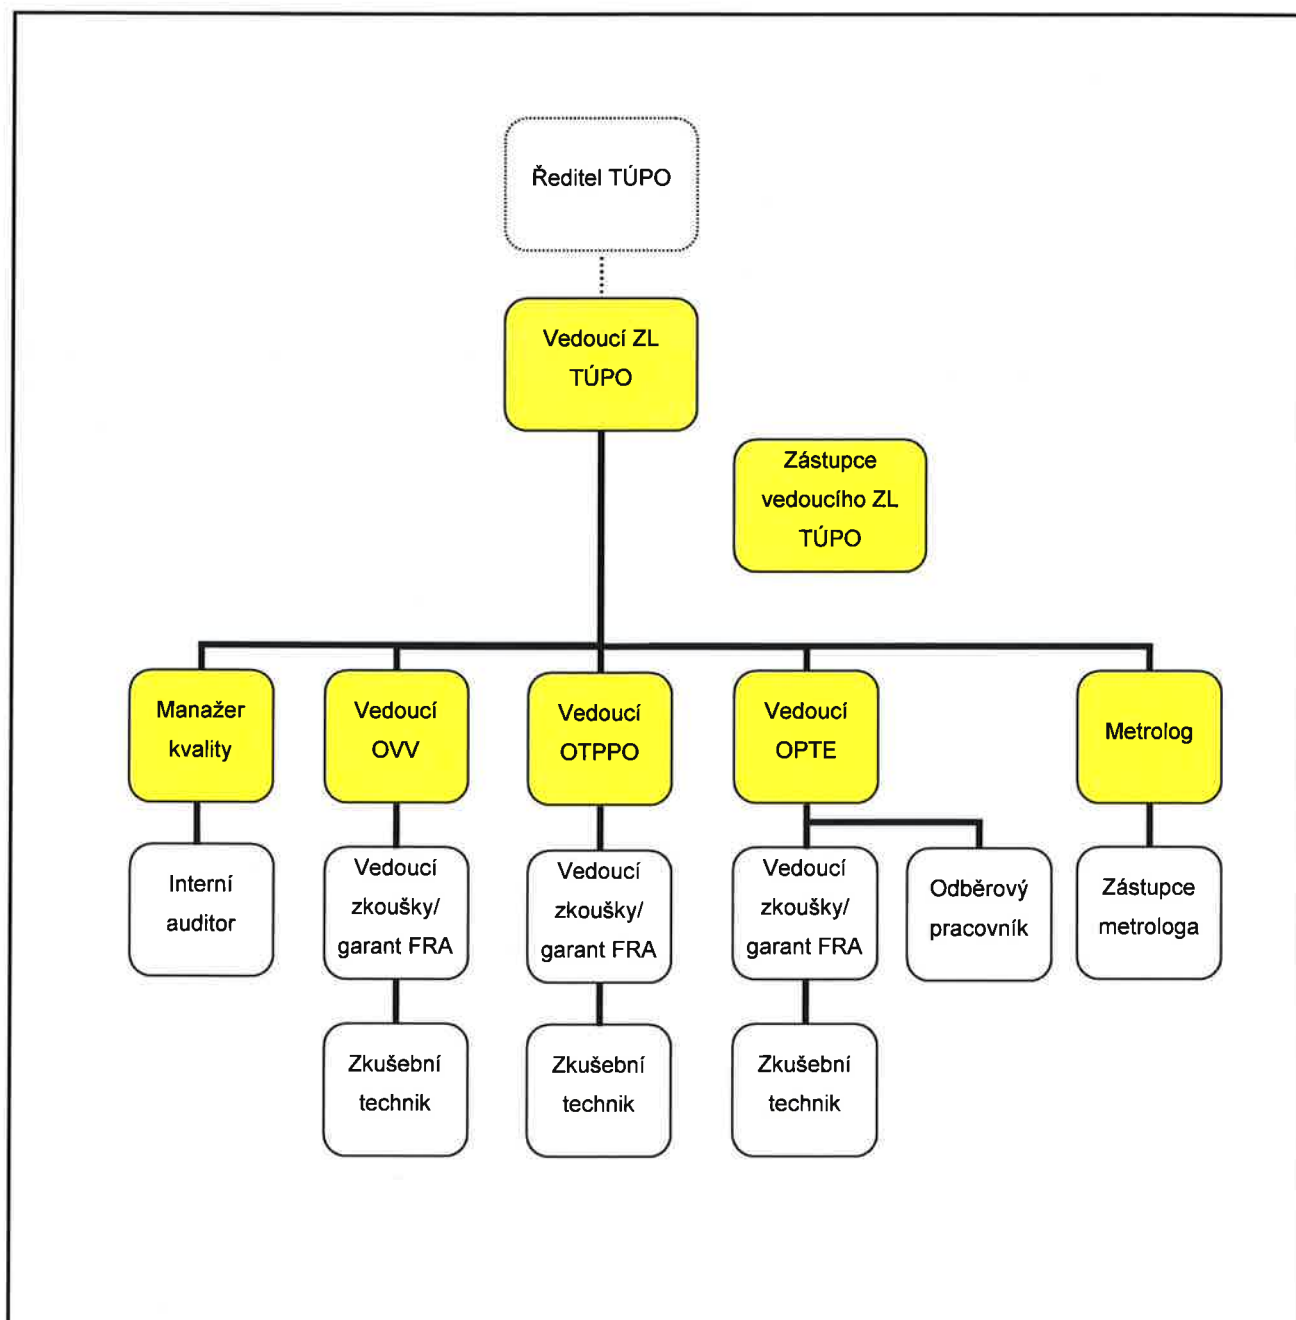 Ředitel TÚPO
Vedoucí ZL
TÚPO
Zástupce
vedoucího ZL
TÚPO
Manažer
kvality
Vedoucí
OVV
Vedoucí
OTPPO
Vedoucí
OPTE
Metrolog
Interní
auditor
Vedoucí
zkoušky/
garant FRA
Vedoucí
zkoušky/
garant FRA
Vedoucí
zkoušky/
garant FRA
Odběrový
pracovník
Zástupce
metrologa
Zkušební
technik
Zkušební
technik
Zkušební
technik